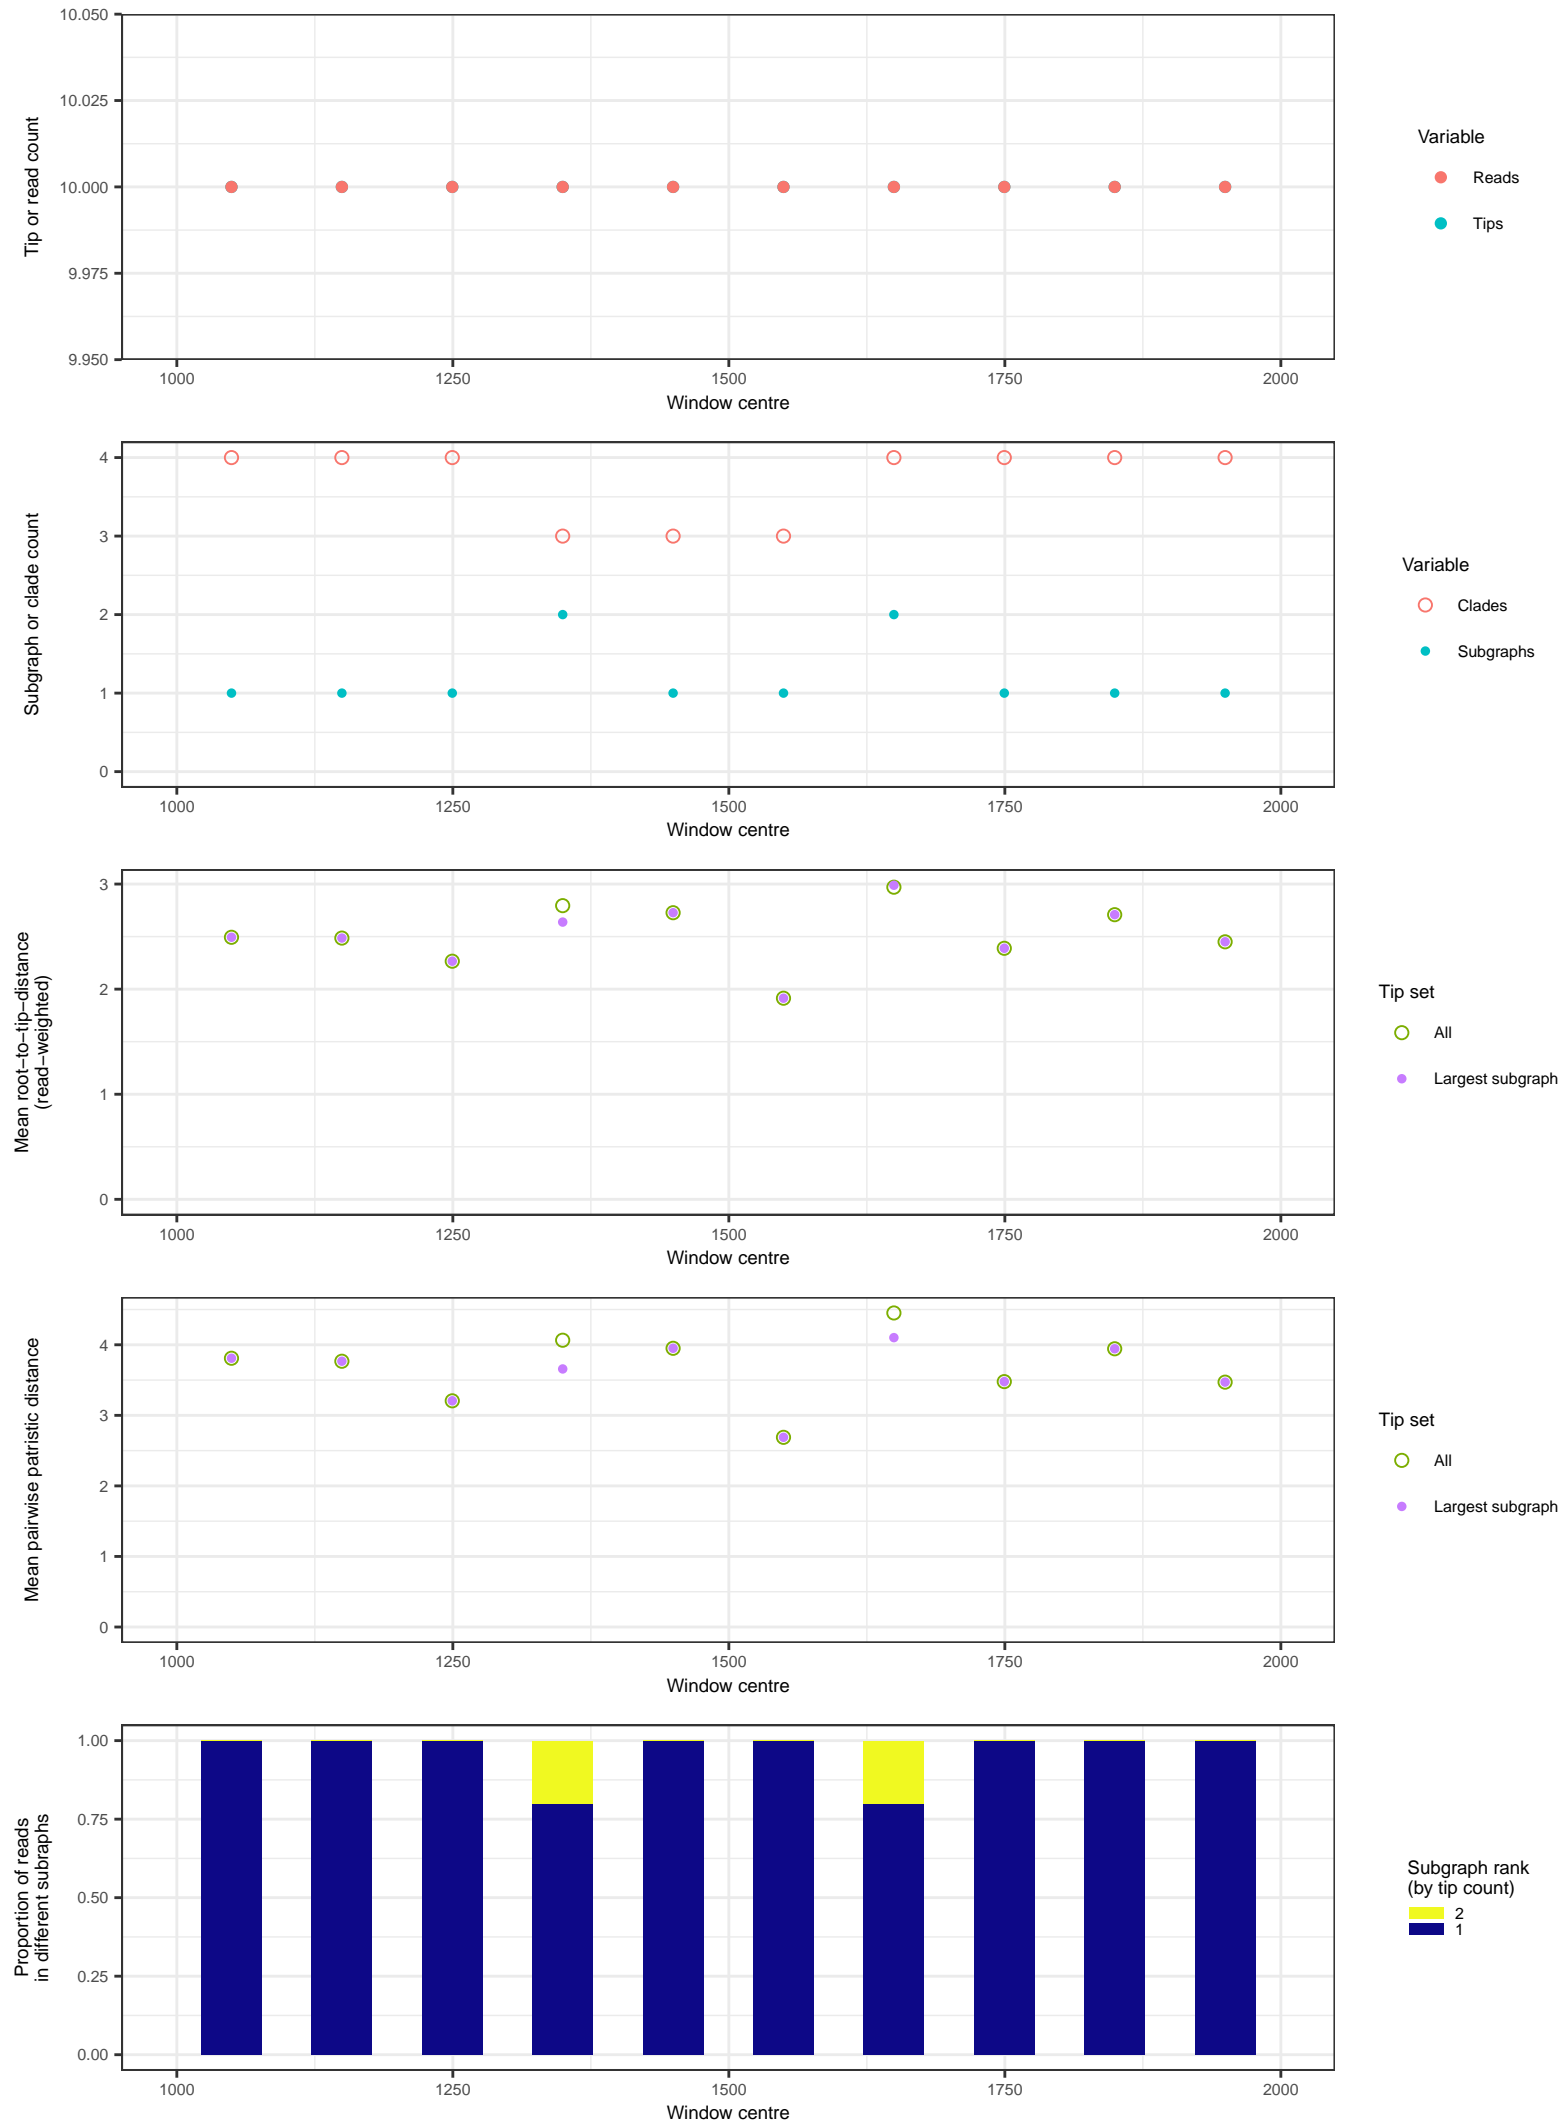 10.050
10.025
10.000
9.975
9.950
Tip or read count
1000 1250 1500 1750 2000
Window centre
Variable
Reads
Tips
4
3
2
1
0
Subgraph or clade count
1000 1250 1500 1750 2000
Window centre
Variable
Clades
Subgraphs
3
2
1
0
Mean root−to−tip−distance
(read−weighted)
1000 1250 1500 1750 2000
Window centre
Tip set
All
Largest subgraph
4
3
2
1
0
Mean pairwise patristic distance
1000 1250 1500 1750 2000
Window centre
Tip set
All
Largest subgraph
1.00
0.75
0.50
0.25
0.00
Proportion of reads
in different subraphs
1000 1250 1500 1750 2000
Window centre
Subgraph rank
(by tip count)
2
1